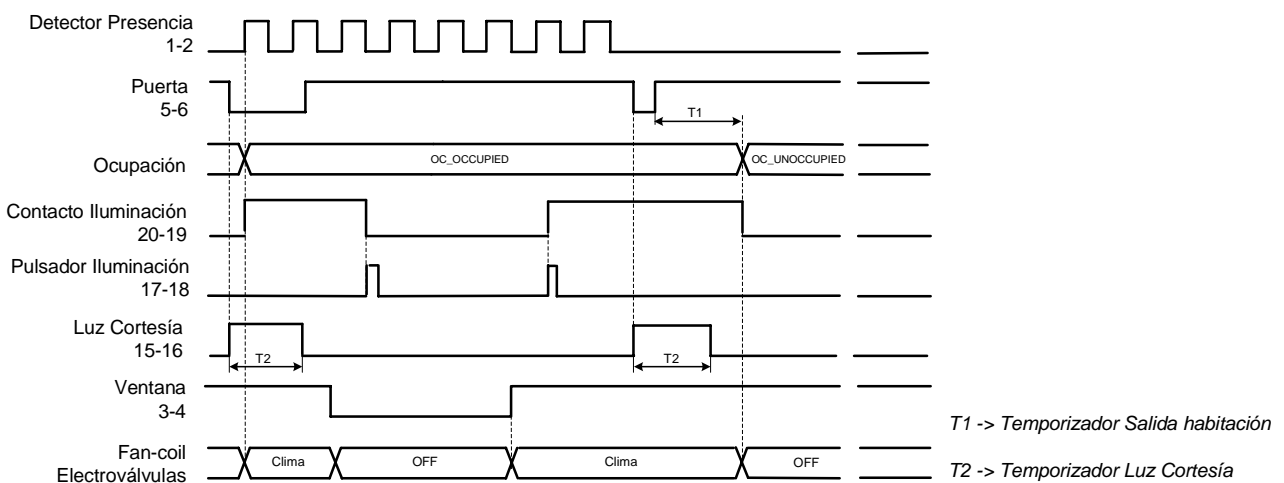 Detector Presencia
1-2
Puerta
5-6
T1
Ocupación
OC_OCCUPIED
OC_UNOCCUPIED
Contacto Iluminación
20-19
Pulsador Iluminación
17-18
Luz Cortesía
15-16
T2
T2
Ventana
3-4
T1 -> Temporizador Salida habitación
Fan-coil
Electroválvulas
Clima
OFF
Clima
OFF
T2 -> Temporizador Luz Cortesía